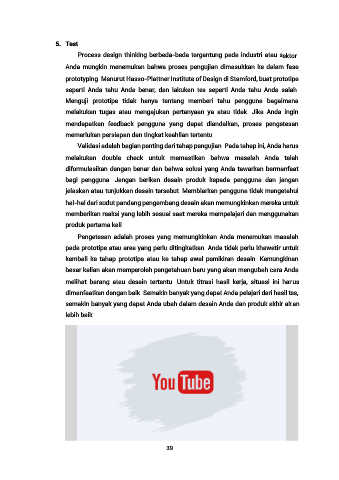 5. Test
Process design thinking berbeda-beda tergantung pada industri atau sektor
Anda mungkin menemukan bahwa proses pengujian dimasukkan ke dalam fase
prototyping Menurut Hasso-Plattner Institute of Design di Stamford, buat prototipe
seperti Anda tahu Anda benar, dan lakukan tes seperti Anda tahu Anda salah
Menguji prototipe tidak hanya tentang memberi tahu pengguna bagaimana
melakukan tugas atau mengajukan pertanyaan ya atau tidak Jika Anda ingin
mendapatkan feedback pengguna yang dapat diandalkan, proses pengetesan
memerlukan persiapan dan tingkat keahlian tertentu
Validasi adalah bagian penting dari tahap pengujian Pada tahap ini, Anda harus
melakukan double check untuk memastikan bahwa masalah Anda telah
diformulasikan dengan benar dan bahwa solusi yang Anda tawarkan bermanfaat
bagi pengguna Jangan berikan desain produk kepada pengguna dan jangan
jelaskan atau tunjukkan desain tersebut Membiarkan pengguna tidak mengetahui
hal-hal dari sudut pandang pengembang desain akan memungkinkan mereka untuk
memberikan reaksi yang lebih sesuai saat mereka mempelajari dan menggunakan
produk pertama kali
Pengetesan adalah proses yang memungkinkan Anda menemukan masalah
pada prototipe atau area yang perlu ditingkatkan Anda tidak perlu khawatir untuk
kembali ke tahap prototipe atau ke tahap awal pemikiran desain Kemungkinan
besar kalian akan memperoleh pengetahuan baru yang akan mengubah cara Anda
melihat barang atau desain tertentu Untuk titrasi hasil kerja, situasi ini harus
dimanfaatkan dengan baik Semakin banyak yang dapat Anda pelajari dari hasil tes,
semakin banyak yang dapat Anda ubah dalam desain Anda dan produk akhir akan
lebih baik
YouTube
39